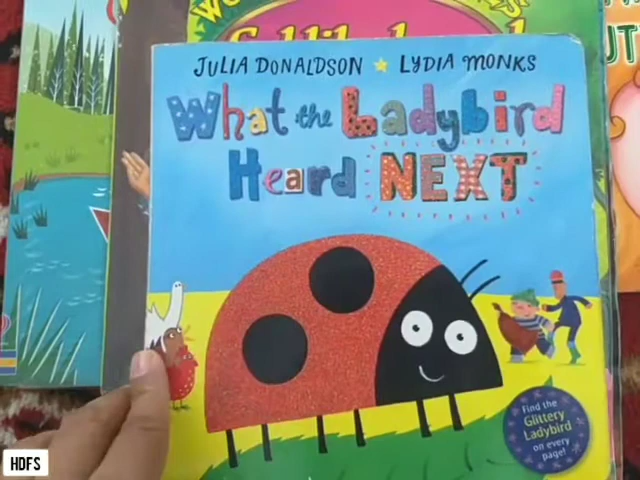 JULIA DONALDSON ★ LYDIA MONKS
What the Ladybird
Heard NEXT
Find the
Glittery
Ladybird
on every
page!
HDFS